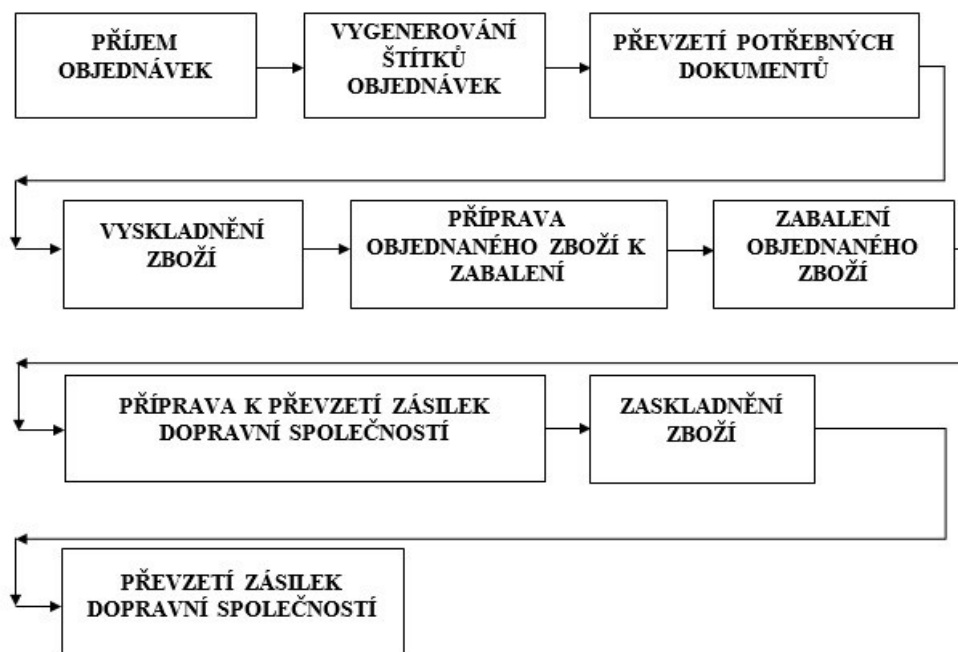 PŘÍJEM
OBJEDNÁVEK
VYGENEROVÁNÍ
ŠTÍTKŮ
OBJEDNÁVEK
PŘEVZETÍ POTŘEBNÝCH
DOKUMENTŮ
VYSKLADNĚNÍ
ZBOŽÍ
PŘÍPRAVA
OBJEDNANÉHO ZBOŽÍ K
ZABALENÍ
ZABALENÍ
OBJEDNANÉHO
ZBOŽÍ
PŘÍPRAVA K PŘEVZETÍ ZÁSILEK
DOPRAVNÍ SPOLEČNOSTÍ
ZASKLADNĚNÍ
ZBOŽÍ
PŘEVZETÍ ZÁSILEK
DOPRAVNÍ SPOLEČNOSTÍ